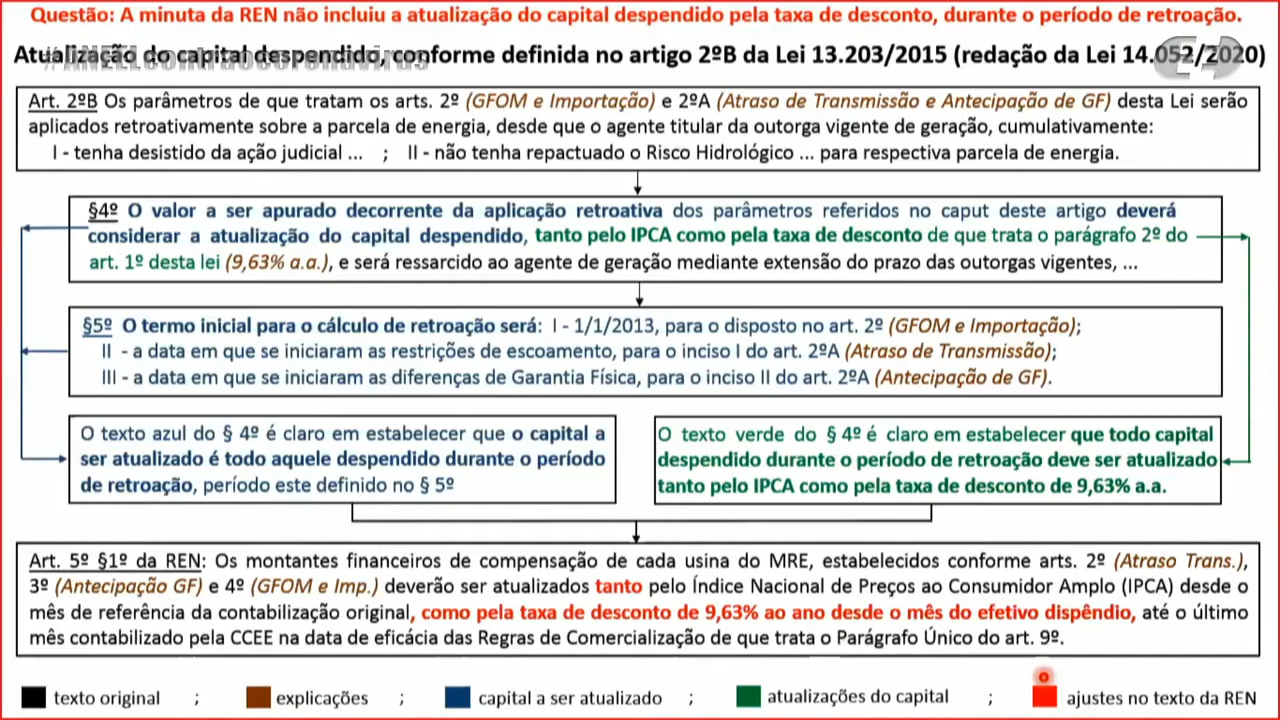 Questão: A minuta da REN não incluiu a atualização do capital despendido pela taxa de desconto, durante o período de retroação.
Atualização do capital despendido, conforme definida no artigo 2ºB da Lei 13.203/2015 (redação da Lei 14.052/2020)
#ANEELcontraocoronavírus
Art. 2ºB Os parâmetros de que tratam os arts. 2º (GFOM e Importação) e 2ºA (Atraso de Transmissão e Antecipação de GF) desta Lei serão
aplicados retroativamente sobre a parcela de energia, desde que o agente titular da outorga vigente de geração, cumulativamente:
I - tenha desistido da ação judicial ... ; II - não tenha repactuado o Risco Hidrológico ... para respectiva parcela de energia.
§4º O valor a ser apurado decorrente da aplicação retroativa dos parâmetros referidos no caput deste artigo deverá
considerar a atualização do capital despendido, tanto pelo IPCA como pela taxa de desconto de que trata o parágrafo 2º do
art. 1º desta lei (9,63% a.a.), e será ressarcido ao agente de geração mediante extensão do prazo das outorgas vigentes, ...
§5º O termo inicial para o cálculo de retroação será: I - 1/1/2013, para o disposto no art. 2º (GFOM e Importação);
II - a data em que se iniciaram as restrições de escoamento, para o inciso I do art. 2ºA (Atraso de Transmissão);
III - a data em que se iniciaram as diferenças de Garantia Física, para o inciso II do art. 2ºA (Antecipação de GF).
O texto azul do § 4º é claro em estabelecer que o capital a
ser atualizado é todo aquele despendido durante o período
de retroação, período este definido no § 5º
O texto verde do § 4º é claro em estabelecer que todo capital
despendido durante o período de retroação deve ser atualizado
tanto pelo IPCA como pela taxa de desconto de 9,63% a.a.
Art. 5º §1º da REN: Os montantes financeiros de compensação de cada usina do MRE, estabelecidos conforme arts. 2º (Atraso Trans.),
3º (Antecipação GF) e 4º (GFOM e Imp.) deverão ser atualizados tanto pelo Índice Nacional de Preços ao Consumidor Amplo (IPCA) desde o
mês de referência da contabilização original, como pela taxa de desconto de 9,63% ao ano desde o mês do efetivo dispêndio, até o último
mês contabilizado pela CCEE na data de eficácia das Regras de Comercialização de que trata o Parágrafo Único do art. 9º.
texto original ; explicações ; capital a ser atualizado ; atualizações do capital ; ajustes no texto da REN